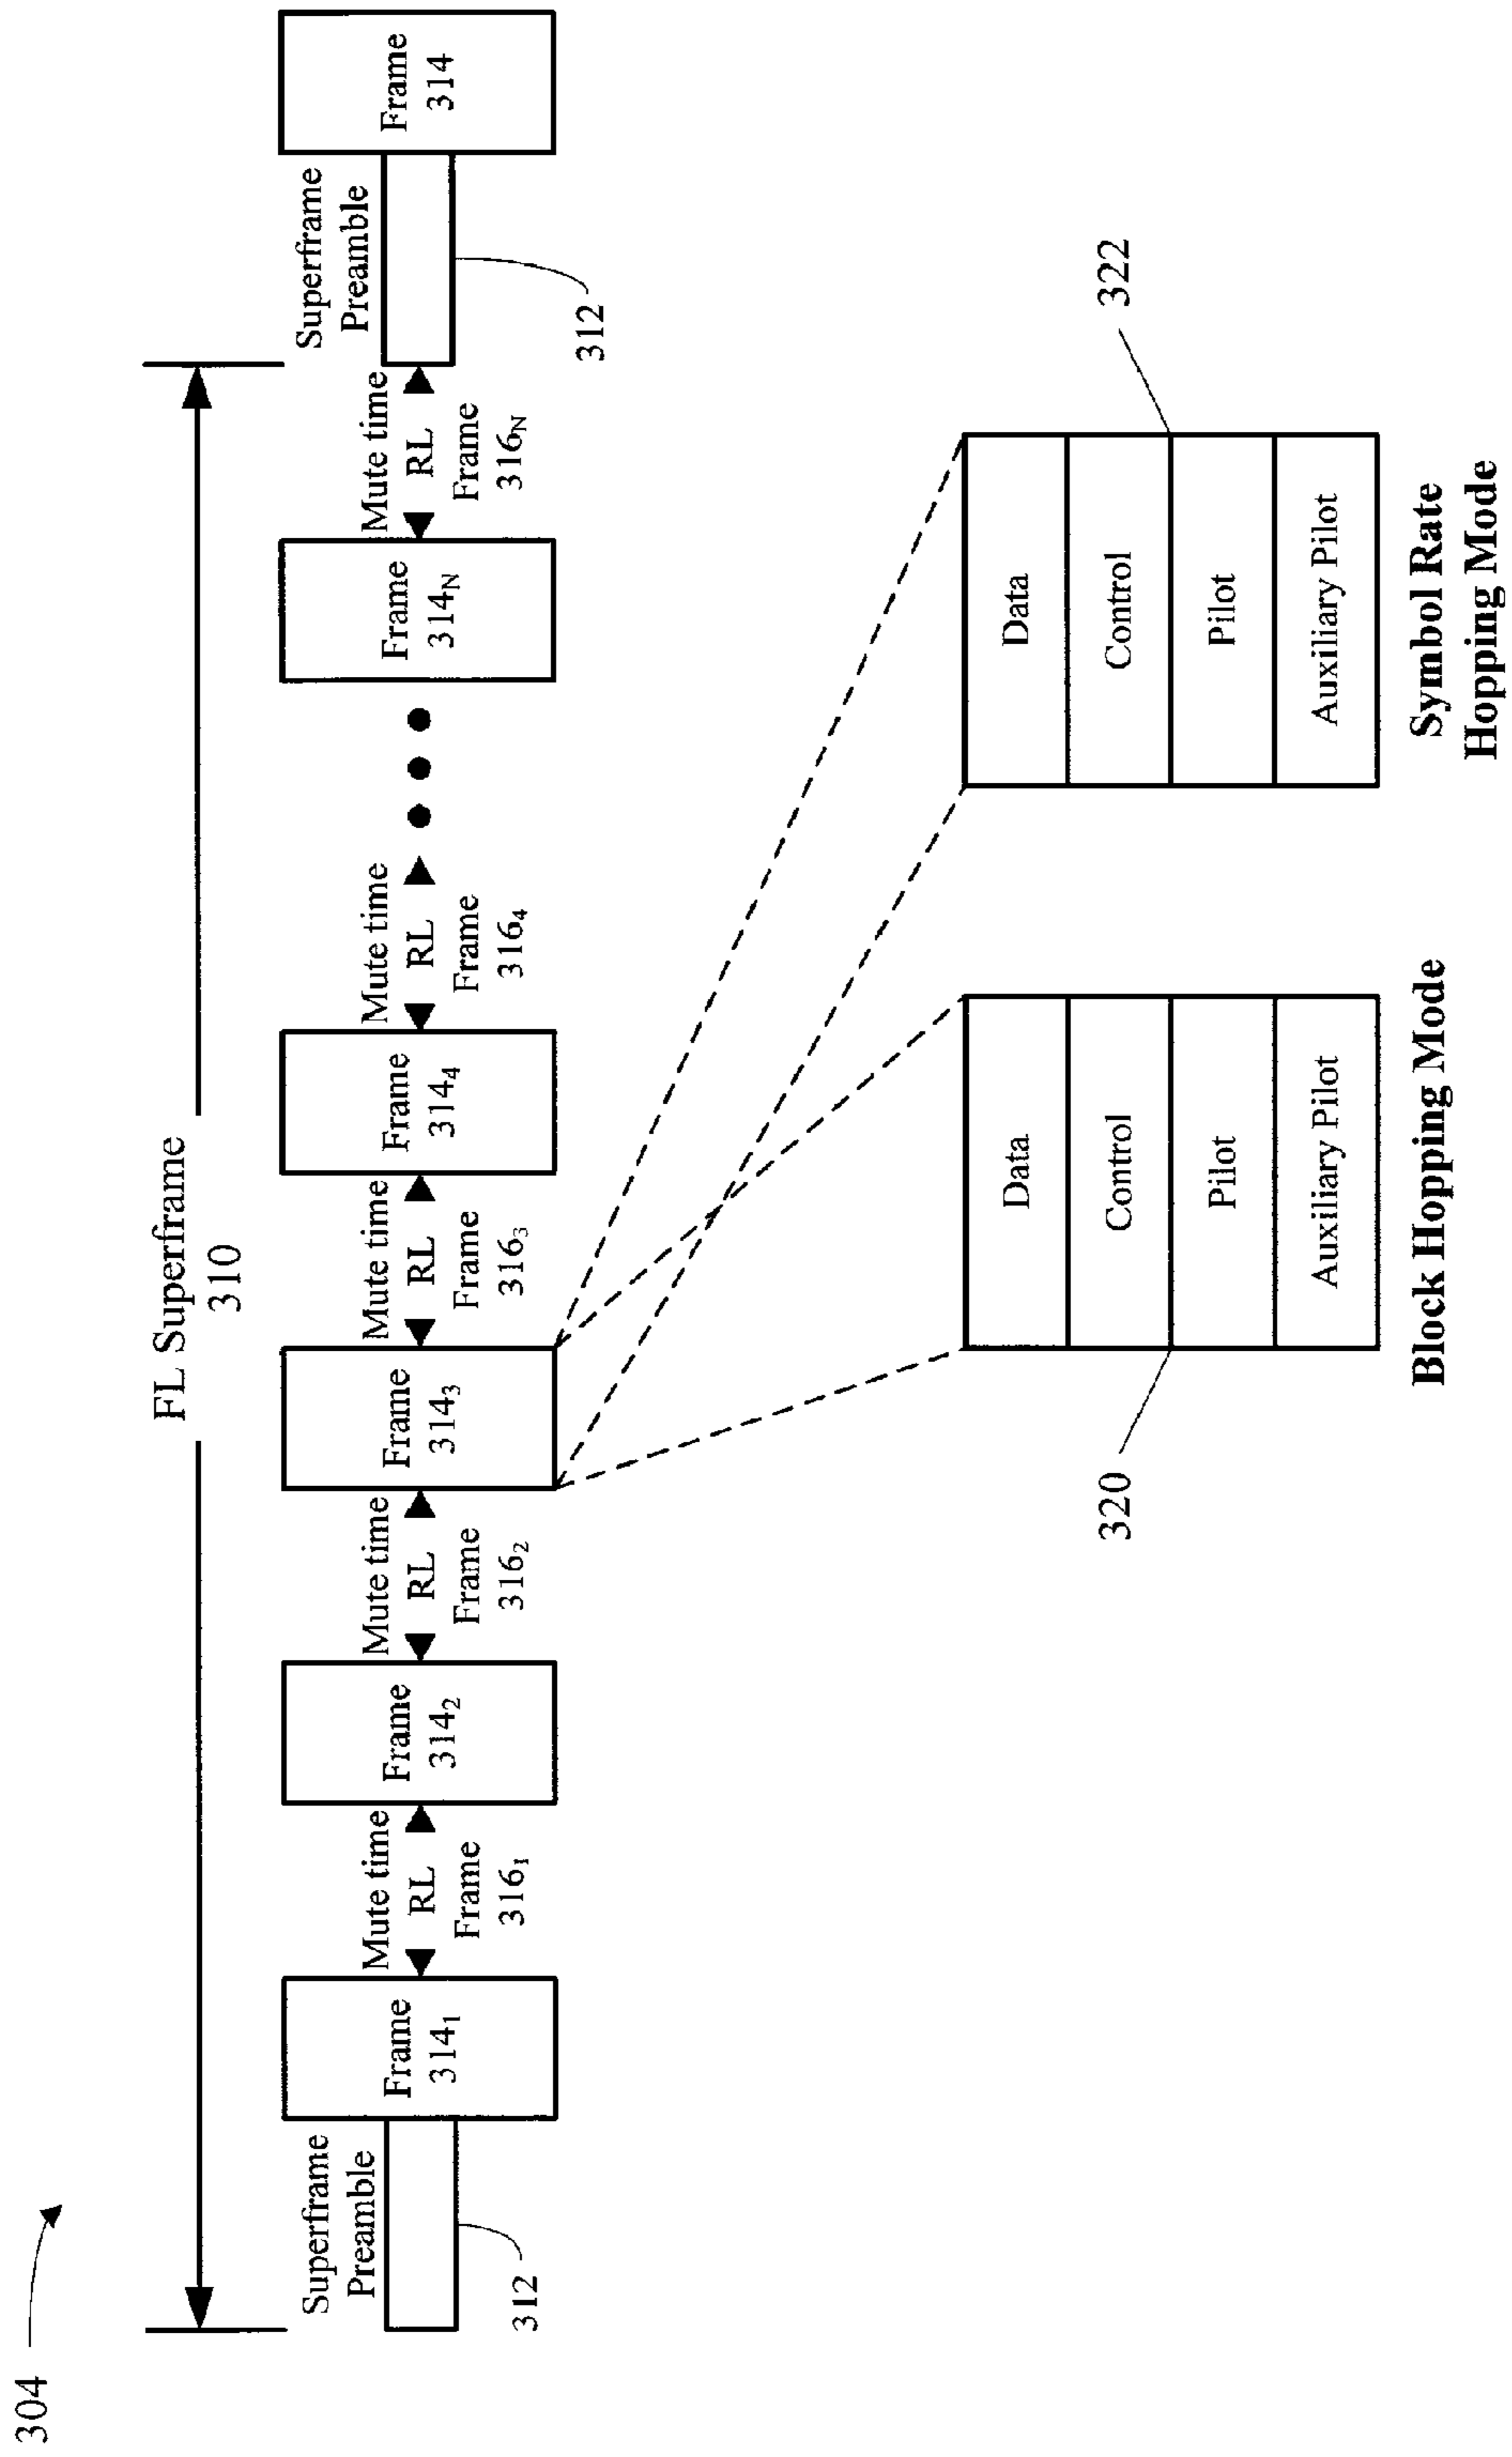 304
FL Superframe
310
Superframe
Preamble
312
Frame
314₁
Mute time
RL
Frame
316₁
Frame
314₂
Mute time
RL
Frame
316₂
Frame
314₃
Mute time
RL
Frame
316₃
Frame
314₄
Mute time
RL
Frame
316₄
Frame
314N
Mute time
RL
Frame
316N
Superframe
Preamble
312
Frame
314
320
Data
Control
Pilot
Auxiliary Pilot
Block Hopping Mode
322
Data
Control
Pilot
Auxiliary Pilot
Symbol Rate
Hopping Mode